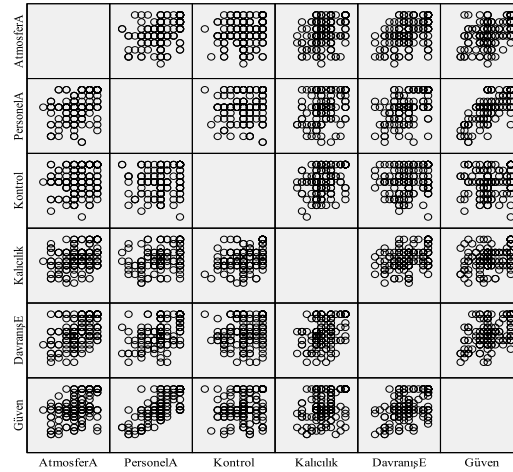 AtmosferA
PersonelA
Kontrol
Kalıcılık
DavranışE
Güven
AtmosferA PersonelA Kontrol Kalıcılık DavranışE Güven